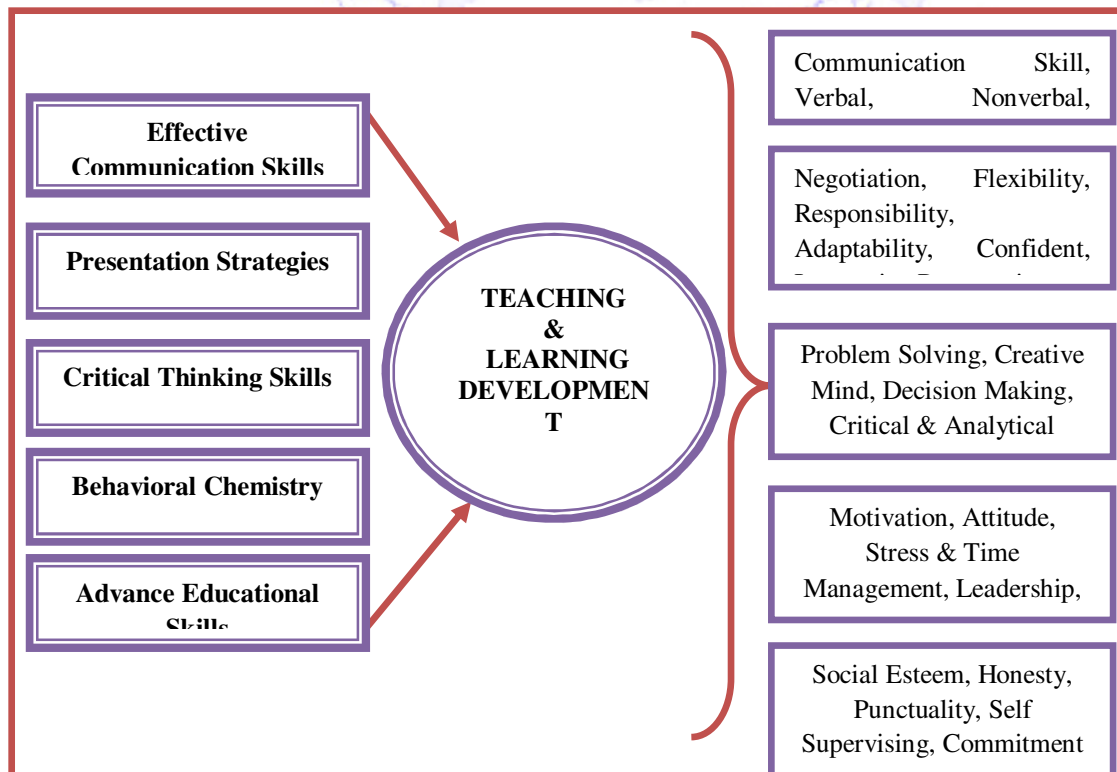 Effective
Communication Skills
Presentation Strategies
Critical Thinking Skills
Behavioral Chemistry
Advance Educational
Skills
TEACHING
&
LEARNING
DEVELOPMEN
T
Communication Skill,
Verbal, Nonverbal,
Negotiation, Flexibility,
Responsibility,
Adaptability, Confident,
Problem Solving, Creative
Mind, Decision Making,
Critical & Analytical
Motivation, Attitude,
Stress & Time
Management, Leadership,
Social Esteem, Honesty,
Punctuality, Self
Supervising, Commitment